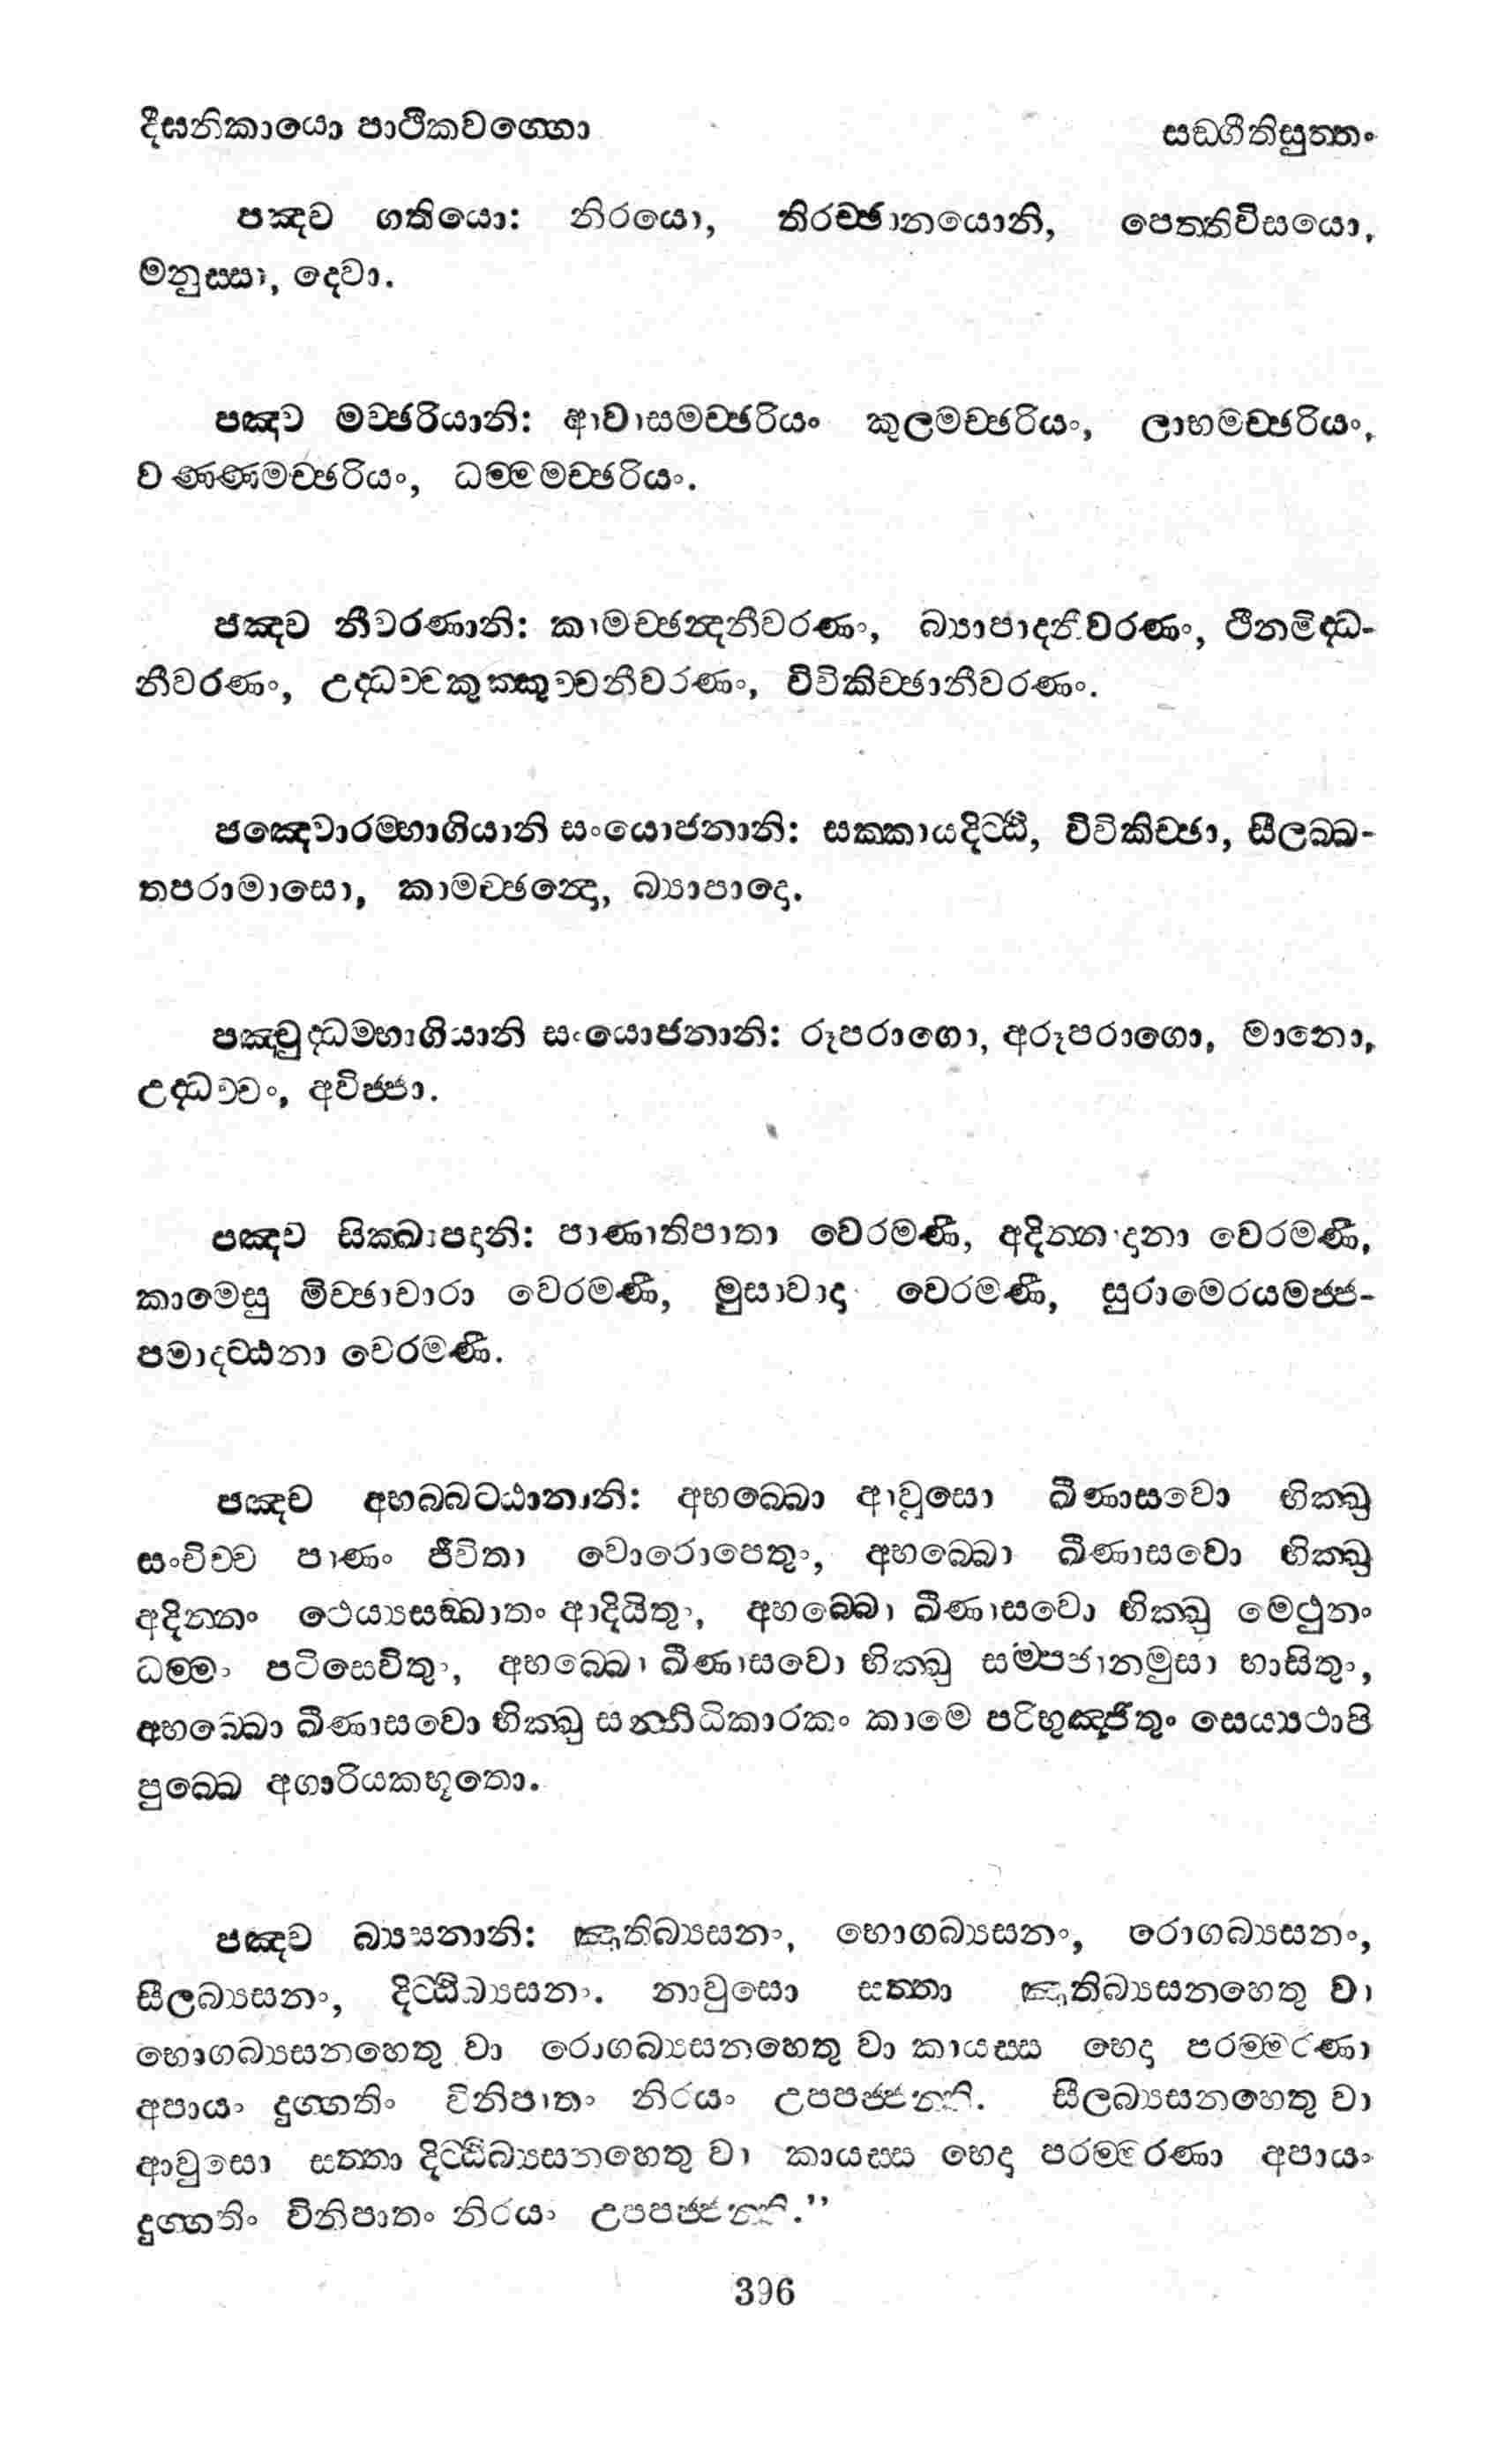 දීඝනිකායො පාථිකවග්ගො
සඞ්ගීතිසුත්තං
පඤ්ච ගතියො: නිරයො, තිරච්ඡානයොනි, පෙත්තිවිසයො,
මනුස්සා, දෙවා.
පඤ්ච මච්ඡරියානි: ආවාසමච්ඡරියං කුලමච්ඡරියං, ලාභමච්ඡරියං,
වණ්ණමච්ඡරියං, ධම්මමච්ඡරියං.
පඤ්ච නීවරණානි: කාමච්ඡන්දනීවරණං, බ්‍යාපාදනීවරණං, ථීනමිද්ධ-
නීවරණං, උද්ධච්චකුක්කුච්චනීවරණං, විචිකිච්ඡානීවරණං.
පඤ්චොරම්භාගියානි සංයොජනානි: සක්කායදිට්ඨි, විචිකිච්ඡා, සීලබ්බ-
තපරාමාසො, කාමච්ඡන්දො, බ්‍යාපාදො.
පඤ්චුද්ධම්භාගියානි සංයොජනානි: රූපරාගො, අරූපරාගො, මානො,
උද්ධච්චං, අවිජ්ජා.
පඤ්ච සික්ඛාපදානි: පාණාතිපාතා වෙරමණී, අදින්නාදානා වෙරමණී,
කාමෙසු මිච්ඡාචාරා වෙරමණී, මුසාවාදා වෙරමණී, සුරාමෙරයමජ්ජ-
පමාදට්ඨානා වෙරමණී.
පඤ්ච අභබ්බට්ඨානානි: අභබ්බො ආවුසො ඛීණාසවො භික්ඛු
සංචිච්ච පාණං ජීවිතා වොරොපෙතුං, අභබ්බො ඛීණාසවො භික්ඛු
අදින්නං ථෙය්‍යසඞ්ඛාතං ආදියිතුං, අභබ්බො ඛීණාසවො භික්ඛු මෙථුනං
ධම්මං පටිසෙවිතුං, අභබ්බො ඛීණාසවො භික්ඛු සම්පජානමුසා භාසිතුං,
අභබ්බො ඛීණාසවො භික්ඛු සන්නිධිකාරකං කාමෙ පරිභුඤ්ජිතුං සෙය්‍යථාපි
පුබ්බෙ අගාරියකභූතො.
පඤ්ච බ්‍යසනානි: ඤාතිබ්‍යසනං, භොගබ්‍යසනං, රොගබ්‍යසනං,
සීලබ්‍යසනං, දිට්ඨිබ්‍යසනං. නාවුසො සත්තා ඤාතිබ්‍යසනහෙතු වා
භොගබ්‍යසනහෙතු වා රොගබ්‍යසනහෙතු වා කායස්ස භෙදා පරම්මරණා
අපායං දුග්ගතිං විනිපාතං නිරයං උපපජ්ජන්ති. සීලබ්‍යසනහෙතු වා
ආවුසො සත්තා දිට්ඨිබ්‍යසනහෙතු වා කායස්ස භෙදා පරම්මරණා අපායං
දුග්ගතිං විනිපාතං නිරයං උපපජ්ජන්ති.”
396